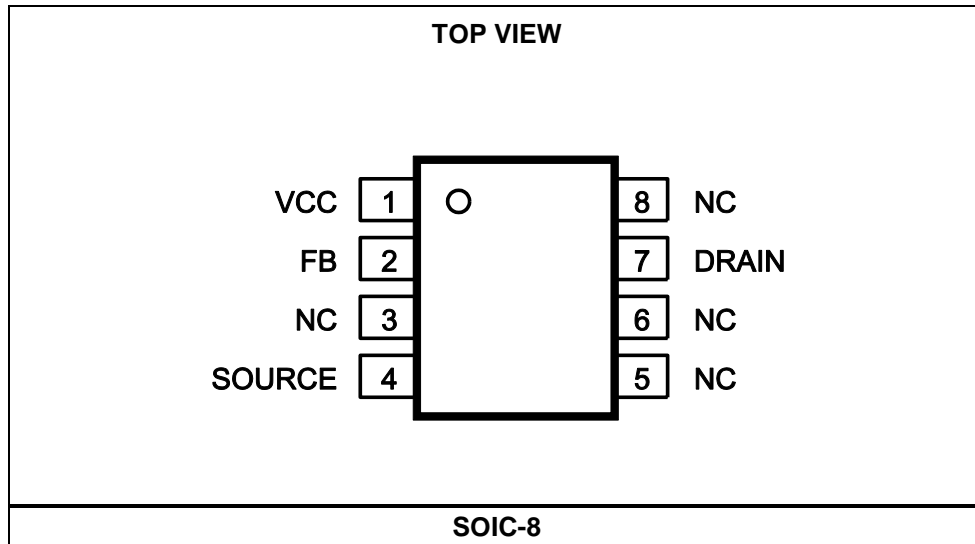 TOP VIEW
VCC 1 8 NC
FB 2 7 DRAIN
NC 3 6 NC
SOURCE 4 5 NC
SOIC-8